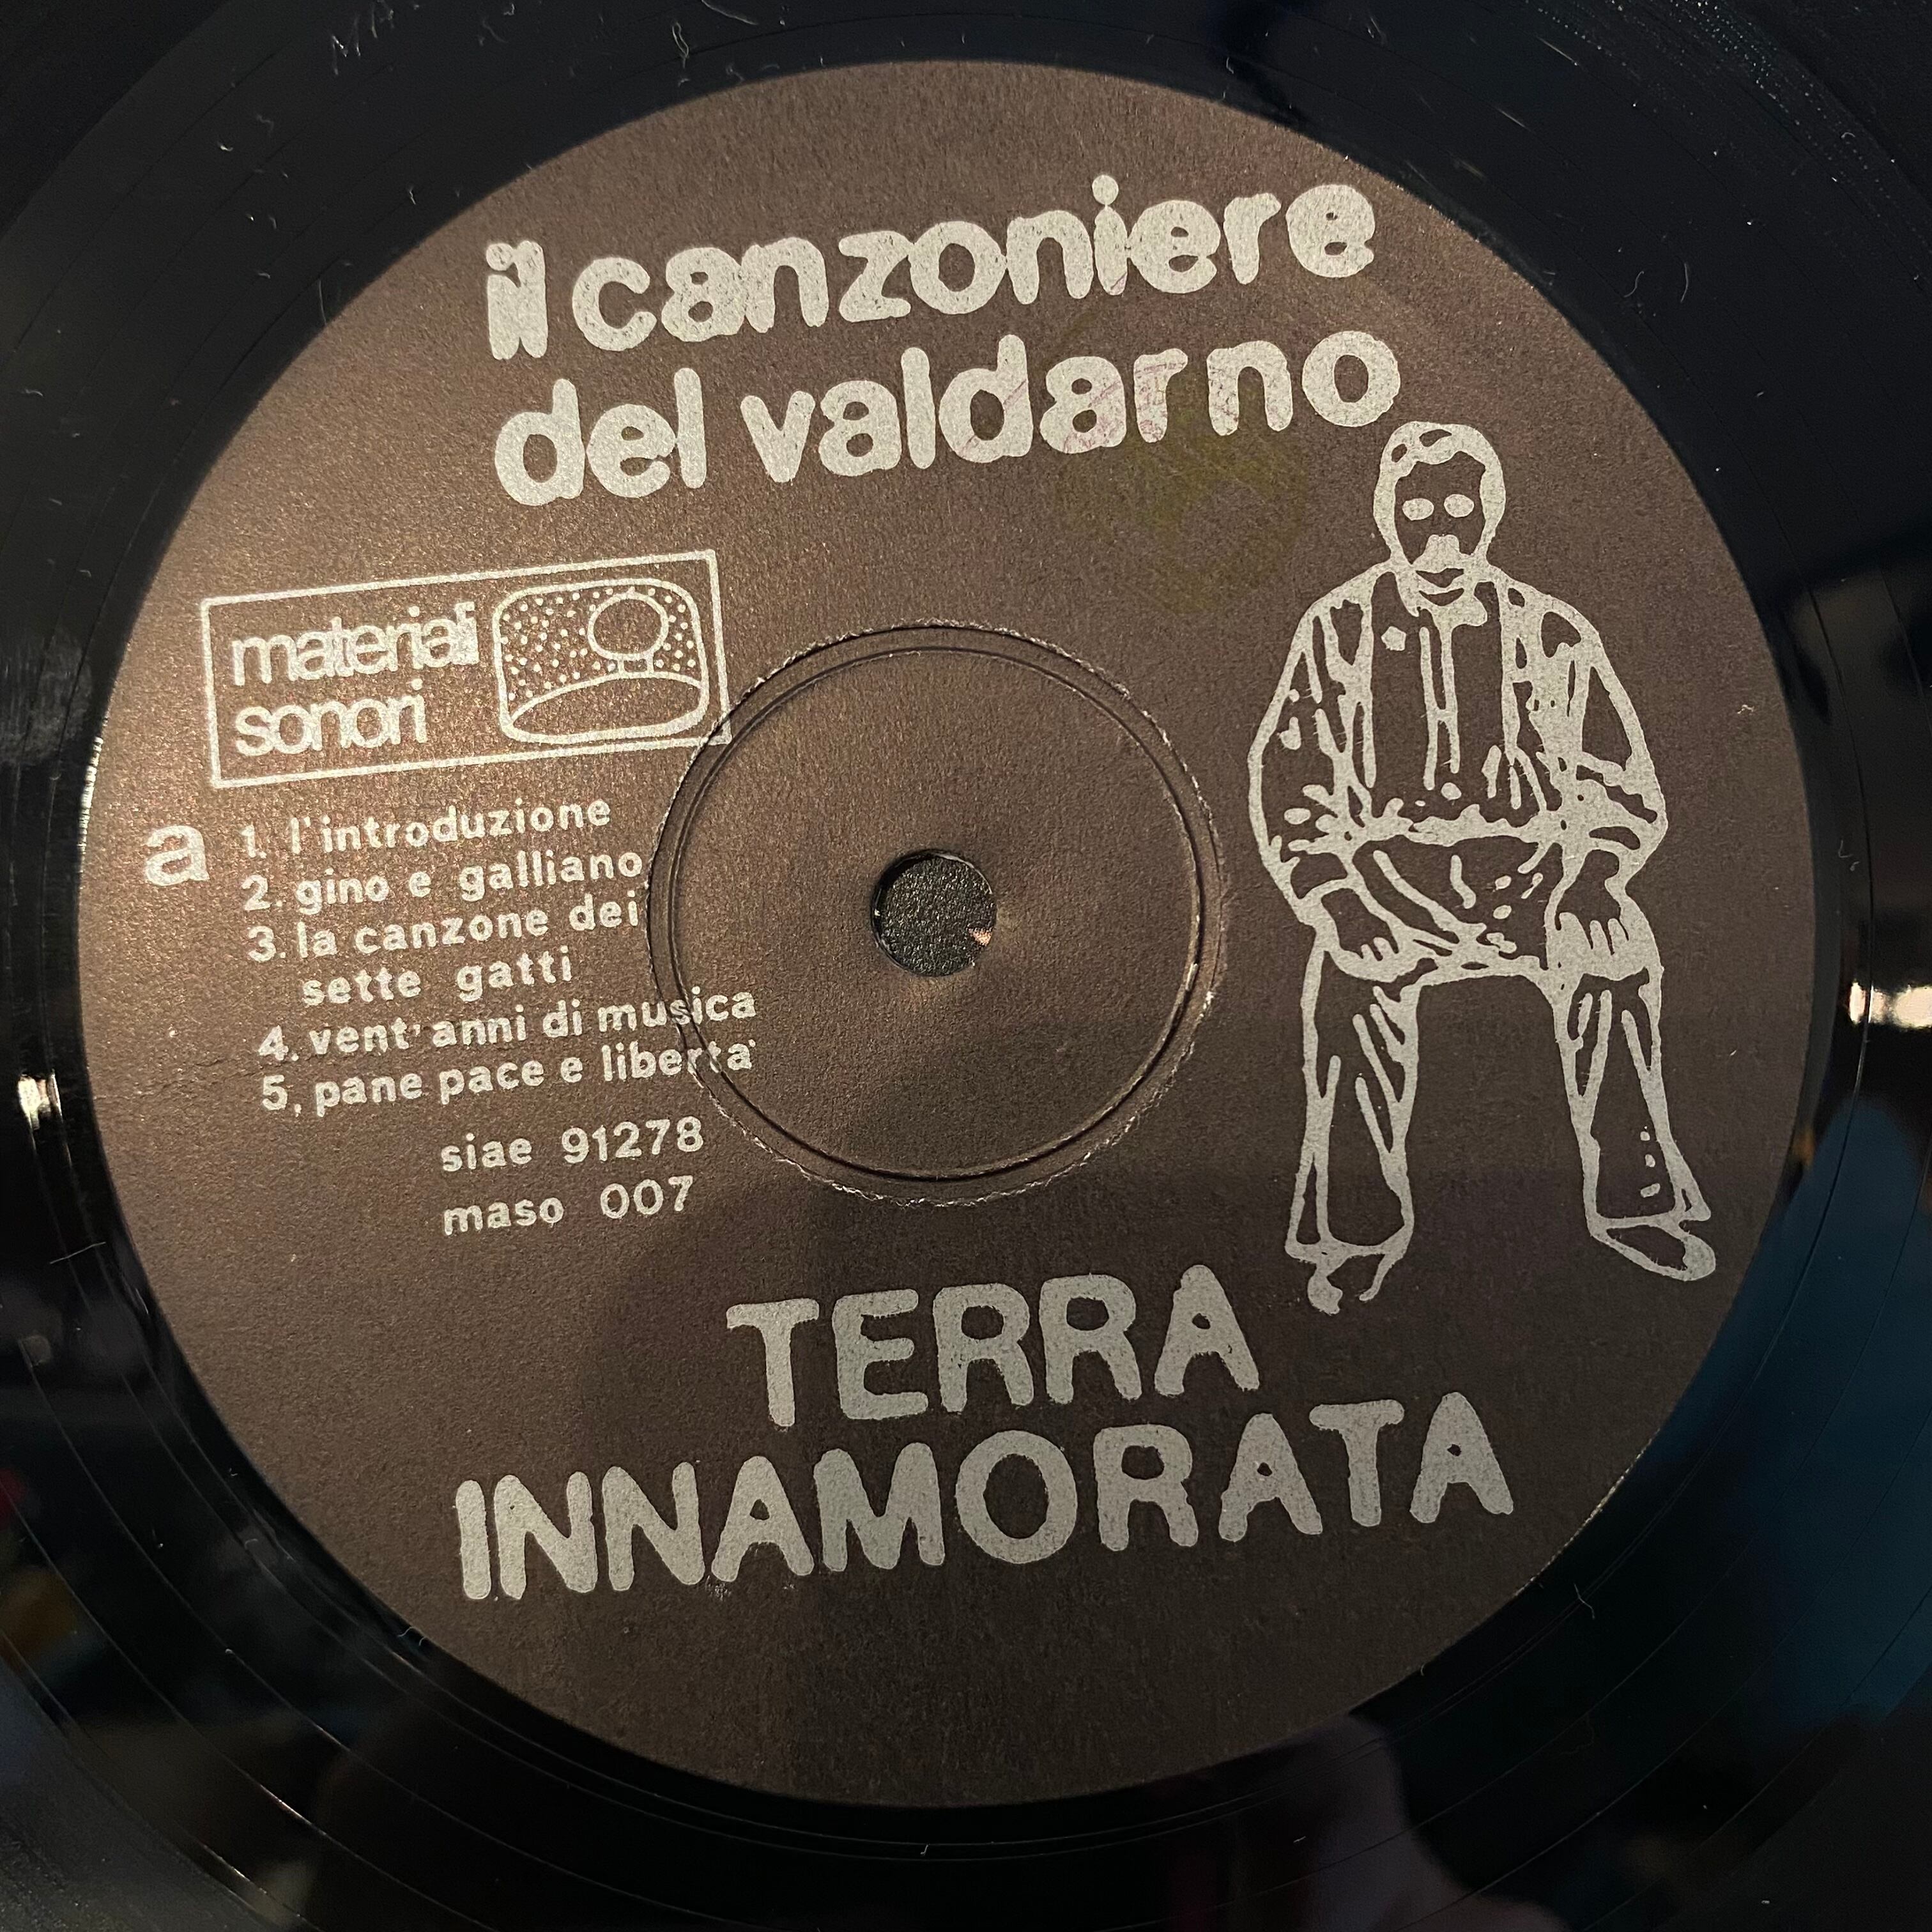 il canzoniere
del valdarno
materiali
sonori
a
1. l'introduzione
2. gino e galliano
3. la canzone dei
sette gatti
4. vent'anni di musica
5. pane pace e liberta'
siae 91278
maso 007
TERRA
INNAMORATA